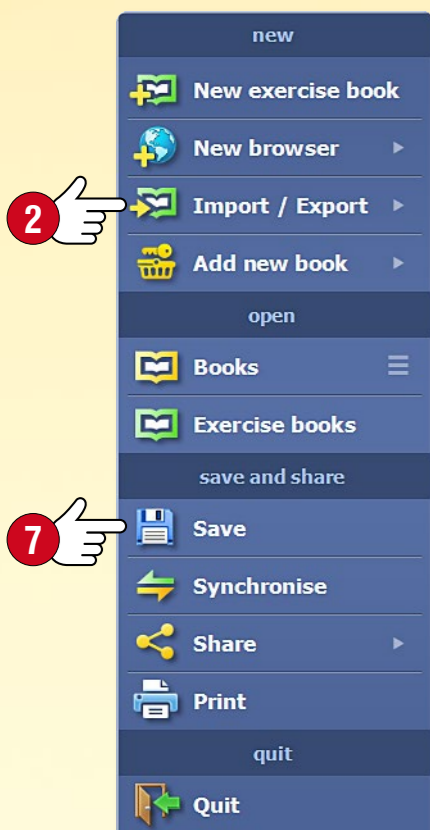 new
New exercise book
New browser
2 Import / Export
Add new book
open
Books
Exercise books
save and share
7 Save
Synchronise
Share
Print
quit
Quit